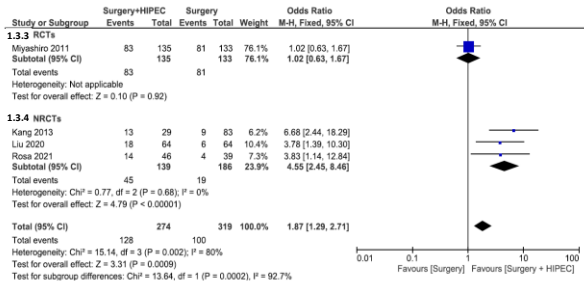 Surgery+HIPEC Surgery Odds Ratio Odds Ratio
Study or Subgroup Events Total Events Total Weight M-H, Fixed, 95% CI M-H, Fixed, 95% CI
1.3.3 RCTs
Miyashiro 2011 83 135 81 133 76.1% 1.02 [0.63, 1.67]
Subtotal (95% CI) 135 133 76.1% 1.02 [0.63, 1.67]
Total events 83 81
Heterogeneity: Not applicable
Test for overall effect: Z = 0.10 (P = 0.92)
1.3.4 NRCTs
Kang 2013 13 29 9 83 6.2% 6.68 [2.44, 18.29]
Liu 2020 18 64 6 64 10.4% 3.78 [1.39, 10.30]
Rosa 2021 14 46 4 39 7.3% 3.83 [1.14, 12.84]
Subtotal (95% CI) 139 186 23.9% 4.55 [2.45, 8.46]
Total events 45 19
Heterogeneity: Chi² = 0.77, df = 2 (P = 0.68); I² = 0%
Test for overall effect: Z = 4.79 (P < 0.00001)
Total (95% CI) 274 319 100.0% 1.87 [1.29, 2.71]
Total events 128 100
Heterogeneity: Chi² = 15.14, df = 3 (P = 0.002); I² = 80%
Test for overall effect: Z = 3.31 (P = 0.0009)
Test for subgroup differences: Chi² = 13.64, df = 1 (P = 0.0002), I² = 92.7%
0.01 0.1 1 10 100
Favours [Surgery] Favours [Surgery + HIPEC]